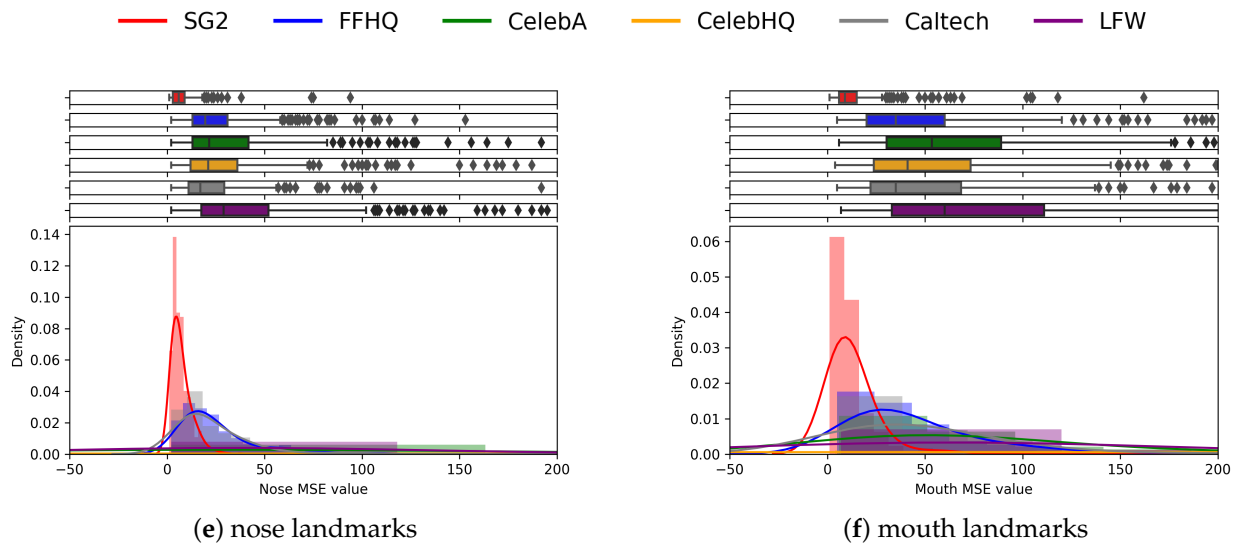 SG2 FFHQ CelebA CelebHQ Caltech LFW
0.14
0.12
0.10
0.08
0.06
0.04
0.02
0.00
Density
−50 0 50 100 150 200
Nose MSE value
(e) nose landmarks
0.06
0.05
0.04
0.03
0.02
0.01
0.00
Density
−50 0 50 100 150 200
Mouth MSE value
(f) mouth landmarks